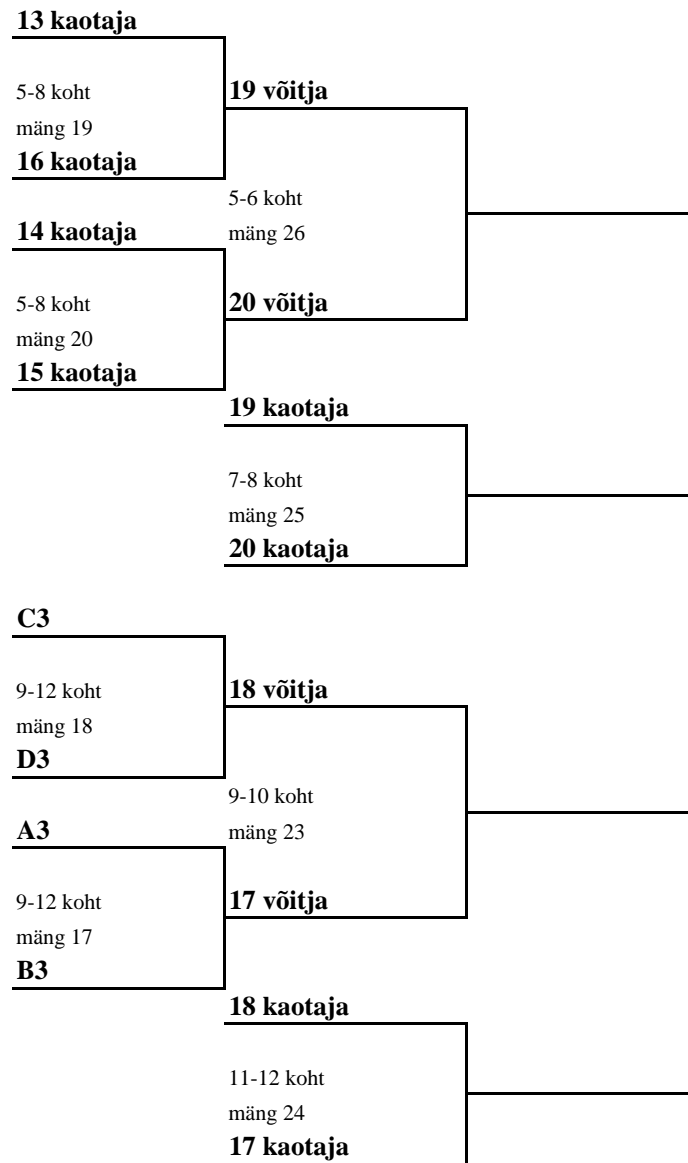 13 kaotaja
5-8 koht
mäng 19
16 kaotaja
19 võitja
5-6 koht
mäng 26
14 kaotaja
5-8 koht
mäng 20
15 kaotaja
20 võitja
19 kaotaja
7-8 koht
mäng 25
20 kaotaja
C3
9-12 koht
mäng 18
D3
18 võitja
9-10 koht
mäng 23
A3
9-12 koht
mäng 17
B3
17 võitja
18 kaotaja
11-12 koht
mäng 24
17 kaotaja